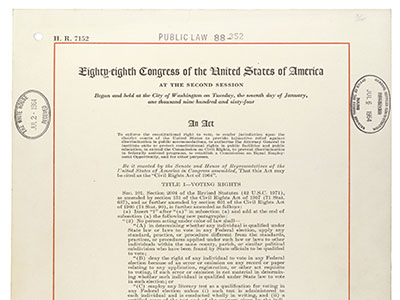 H. R. 7152
PUBLIC LAW 88-352
Eighty-eighth Congress of the United States of America
AT THE SECOND SESSION
Begun and held at the City of Washington on Tuesday, the seventh day of January,
one thousand nine hundred and sixty-four
THE WHITE HOUSE
JUL 2 - 1964
JUL 2 1964
An Act
To enforce the constitutional right to vote, to confer jurisdiction upon the
district courts of the United States to provide injunctive relief against
discrimination in public accommodations, to authorize the Attorney General to
institute suits to protect constitutional rights in public facilities and public
education, to extend the Commission on Civil Rights, to prevent discrimination
in federally assisted programs, to establish a Commission on Equal Employ-
ment Opportunity, and for other purposes.
Be it enacted by the Senate and House of Representatives of the
United States of America in Congress assembled, That this Act may
be cited as the "Civil Rights Act of 1964".
TITLE I—VOTING RIGHTS
SEC. 101. Section 2004 of the Revised Statutes (42 U.S.C. 1971),
as amended by section 131 of the Civil Rights Act of 1957 (71 Stat.
637), and as further amended by section 601 of the Civil Rights Act
of 1960 (74 Stat. 90), is further amended as follows:
(a) Insert "1" after "(a)" in subsection (a) and add at the end of
subsection (a) the following new paragraphs:
"(2) No person acting under color of law shall—
"(A) in determining whether any individual is qualified under
State law or laws to vote in any Federal election, apply any
standard, practice, or procedure different from the standards,
practices, or procedures applied under such law or laws to other
individuals within the same county, parish, or similar political
subdivision who have been found by State officials to be qualified
to vote;
"(B) deny the right of any individual to vote in any Federal
election because of an error or omission on any record or paper
relating to any application, registration, or other act requisite
to voting, if such error or omission is not material in determin-
ing whether such individual is qualified under State law to vote
in such election; or
"(C) employ any literacy test as a qualification for voting in
any Federal election unless (i) such test is administered to
each individual and is conducted wholly in writing, and (ii) a